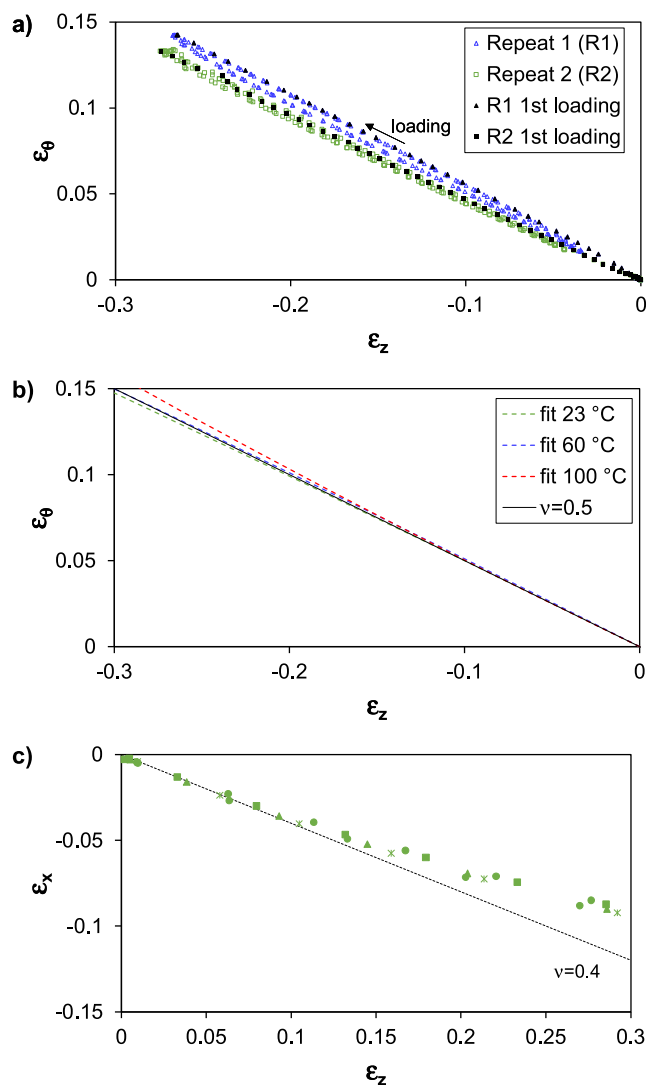 a)
0.15
0.1
0.05
0
-0.3
-0.2
-0.1
0
εθ
εz
Repeat 1 (R1)
Repeat 2 (R2)
R1 1st loading
R2 1st loading
loading
b)
0.15
0.1
0.05
0
-0.3
-0.2
-0.1
0
εθ
εz
fit 23 °C
fit 60 °C
fit 100 °C
ν=0.5
c)
0
-0.05
-0.1
-0.15
0
0.05
0.1
0.15
0.2
0.25
0.3
εx
εz
ν=0.4